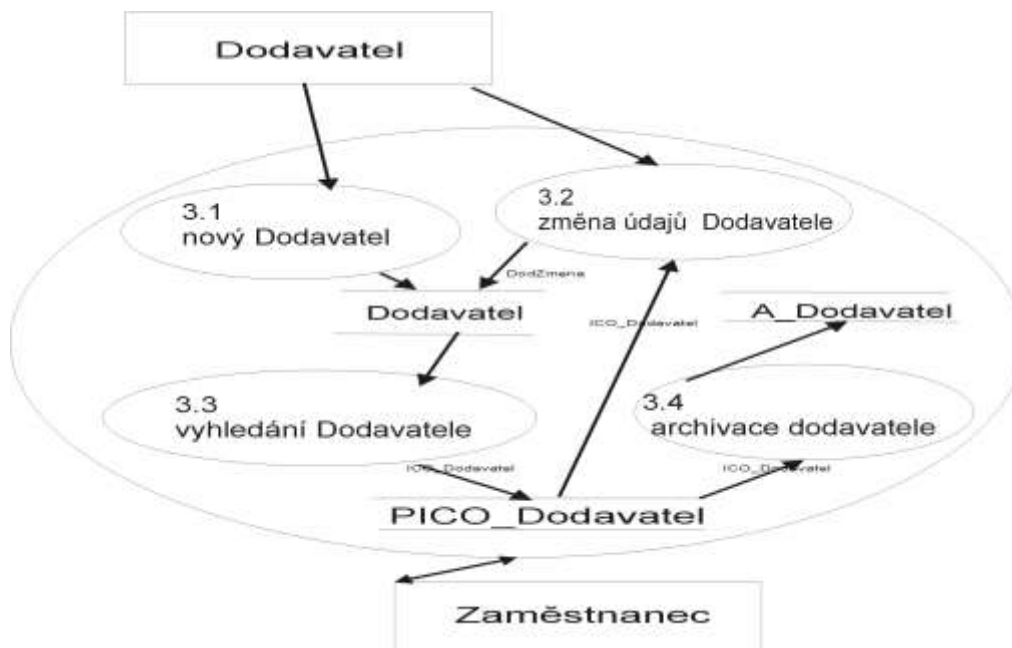 Dodavatel
3.1
nový Dodavatel
3.2
změna údajů Dodavatele
DodZmena
Dodavatel
ICO_Dodavatel
A_Dodavatel
3.3
vyhledání Dodavatele
3.4
archivace dodavatele
ICO_Dodavatel
ICO_Dodavatel
PICO_Dodavatel
Zaměstnanec